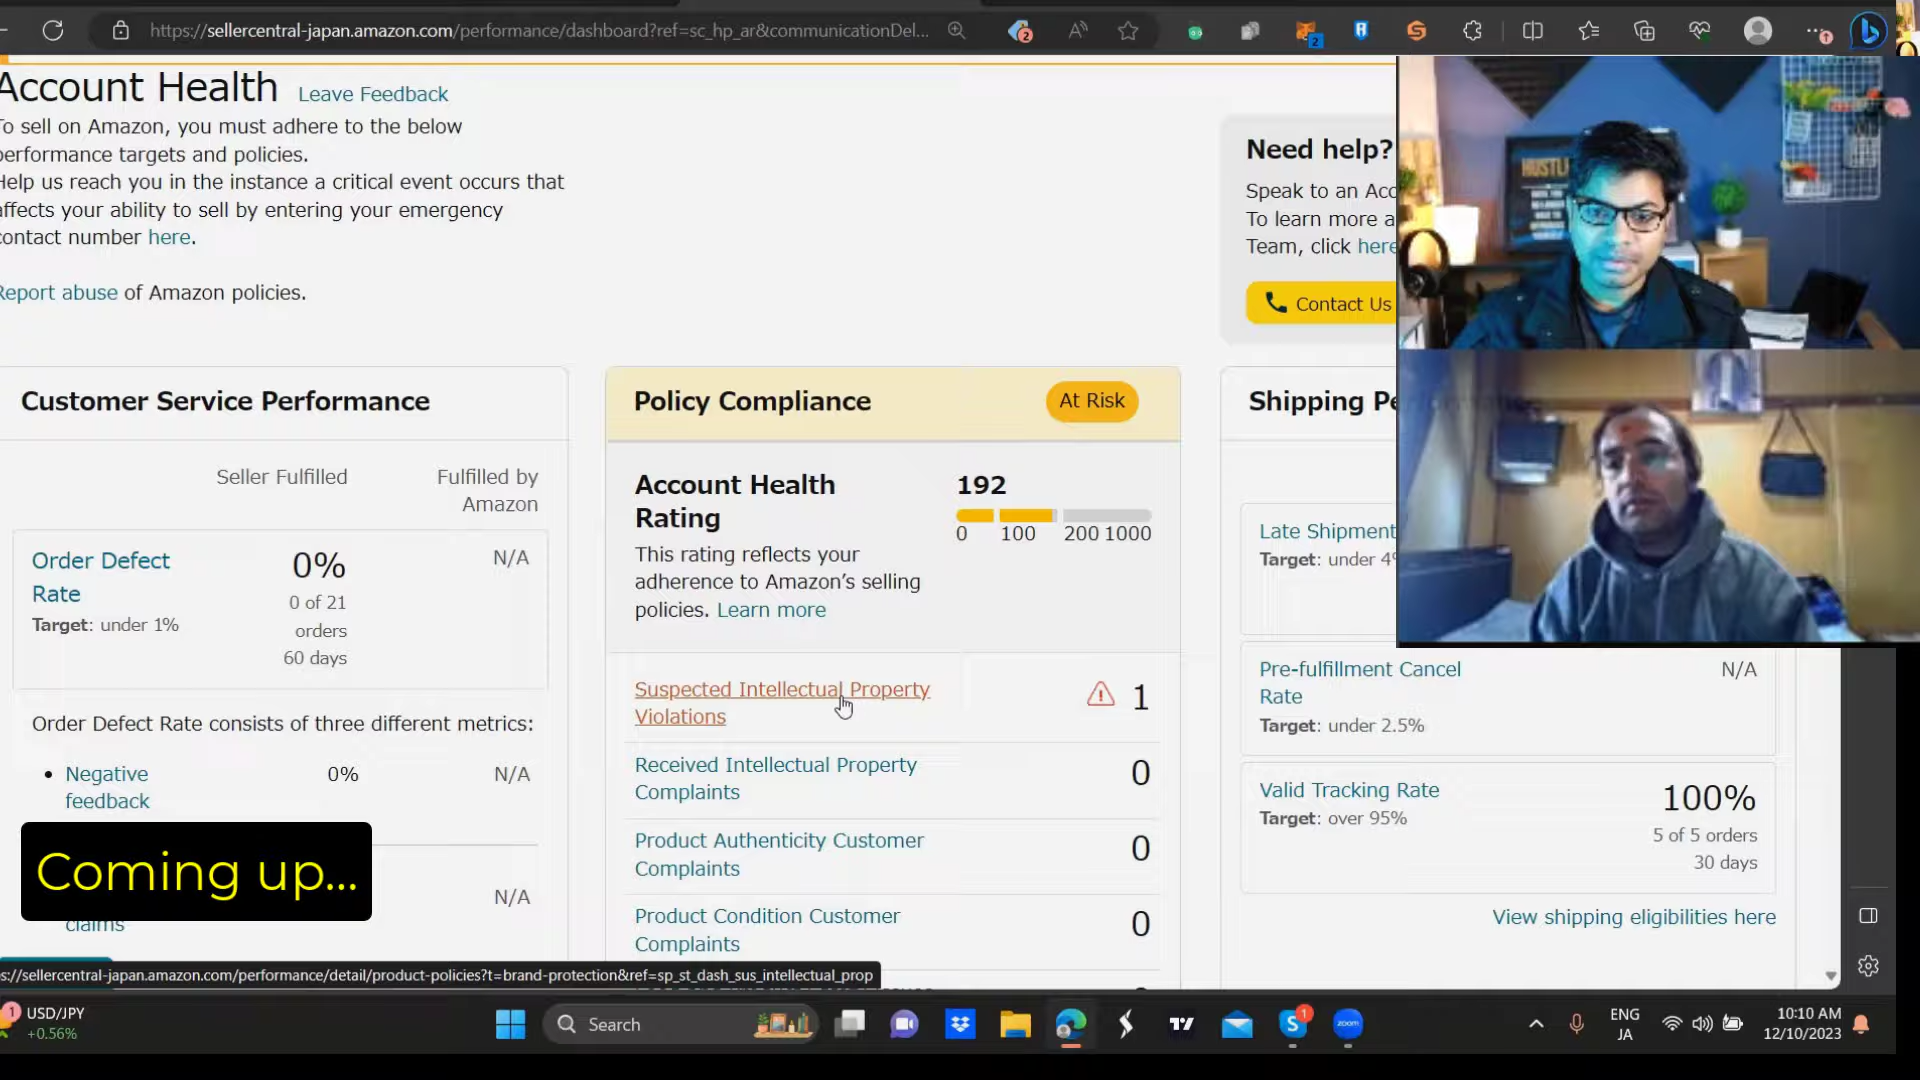 https://sellercentral-japan.amazon.com/performance/dashboard?ref=sc_hp_ar&communicationDel...
Account Health
Leave Feedback
To sell on Amazon, you must adhere to the below
performance targets and policies.
Help us reach you in the instance a critical event occurs that
affects your ability to sell by entering your emergency
contact number here.
Report abuse of Amazon policies.
Need help?
Speak to an Acc
To learn more a
Team, click here
Contact Us
HUSTL
Customer Service Performance
Seller Fulfilled
Fulfilled by
Amazon
Order Defect
Rate
Target: under 1%
0%
0 of 21
orders
60 days
N/A
Order Defect Rate consists of three different metrics:
• Negative
feedback
0%
N/A
Coming up...
claims
N/A
Policy Compliance
At Risk
Account Health
Rating
192
0 100 200 1000
This rating reflects your
adherence to Amazon's selling
policies. Learn more
Suspected Intellectual Property
Violations
1
Received Intellectual Property
Complaints
0
Product Authenticity Customer
Complaints
0
Product Condition Customer
Complaints
0
Shipping Pe
Late Shipment
Target: under 4%
Pre-fulfillment Cancel
Rate
Target: under 2.5%
N/A
Valid Tracking Rate
Target: over 95%
100%
5 of 5 orders
30 days
View shipping eligibilities here
s://sellercentral-japan.amazon.com/performance/detail/product-policies?t=brand-protection&ref=sp_st_dash_sus_intellectual_prop
1
USD/JPY
+0.56%
Search
zoom
ENG
JA
10:10 AM
12/10/2023